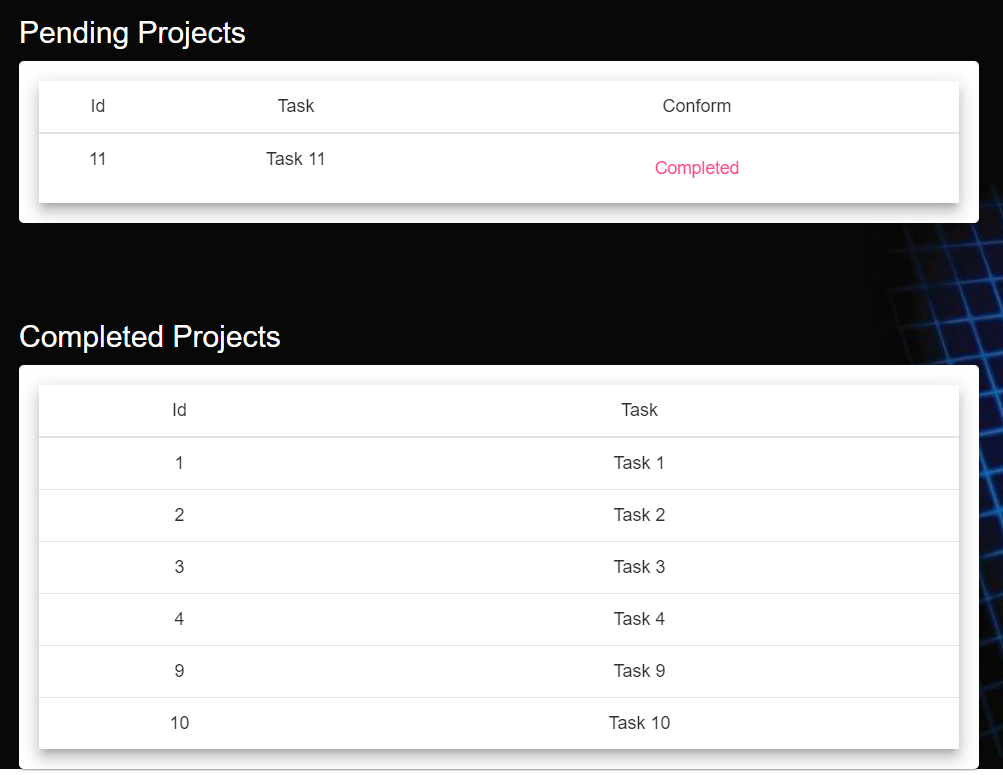 Pending Projects
Id Task Conform
11 Task 11 Completed
Completed Projects
Id Task
1 Task 1
2 Task 2
3 Task 3
4 Task 4
9 Task 9
10 Task 10